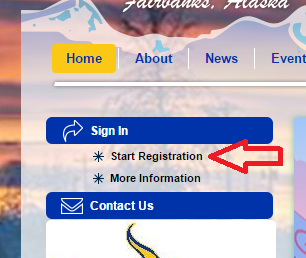 Fairbanks, Alaska
Home About News Event
Sign In
Start Registration
More Information
Contact Us